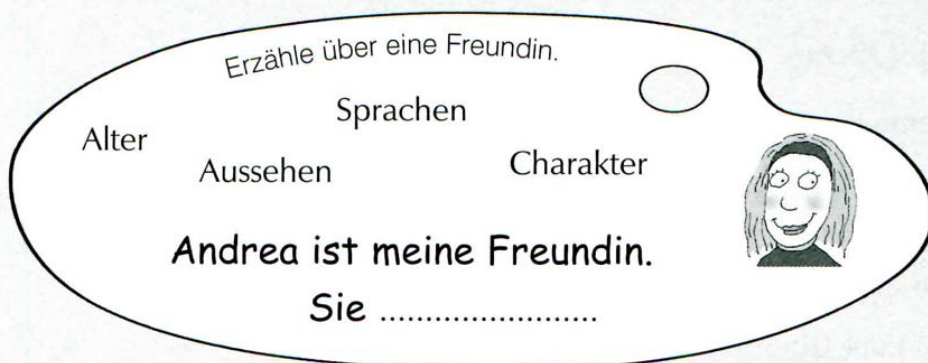 Erzähle über eine Freundin.
Sprachen
Alter
Aussehen
Charakter
Andrea ist meine Freundin.
Sie ........................